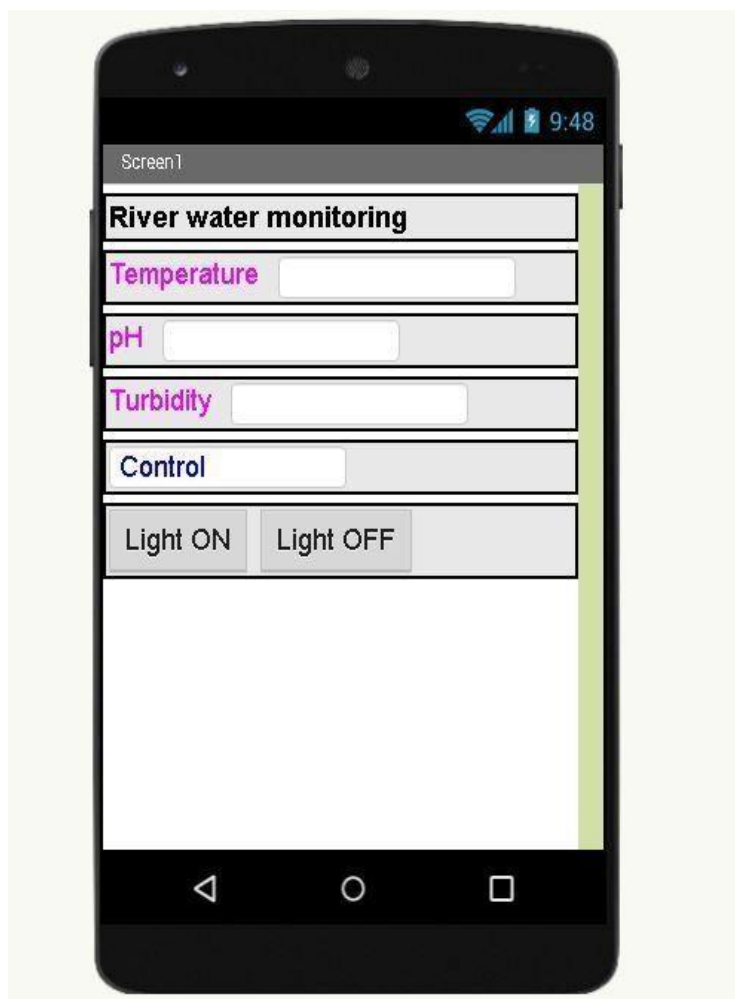 9:48
Screen1
River water monitoring
Temperature
pH
Turbidity
Control
Light ON Light OFF